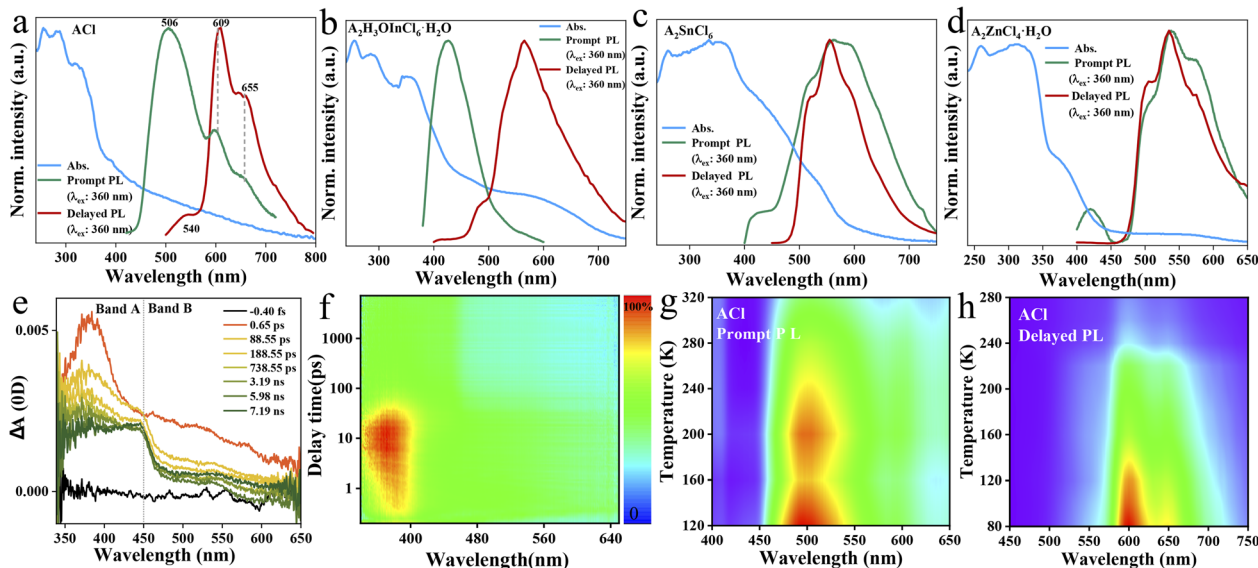 a
ACl
506
609
655
540
Abs.
Prompt PL
(λex: 360 nm)
Delayed PL
(λex: 360 nm)
Norm. intensity (a.u.)
300 400 500 600 700 800
Wavelength (nm)
b
A2H3OInCl6·H2O
Abs.
Prompt PL
(λex: 360 nm)
Delayed PL
(λex: 360 nm)
Norm. intensity (a.u.)
300 400 500 600 700
Wavelength (nm)
c
A2SnCl6
Abs.
Prompt PL
(λex: 360 nm)
Delayed PL
(λex: 360 nm)
Norm. intensity (a.u.)
300 400 500 600 700
Wavelength (nm)
d
A2ZnCl4·H2O
Abs.
Prompt PL
(λex: 360 nm)
Delayed PL
(λex: 360 nm)
Norm. intensity (a.u.)
250 300 350 400 450 500 550 600 650
Wavelength(nm)
e
Band A
Band B
-0.40 fs
0.65 ps
88.55 ps
188.55 ps
738.55 ps
3.19 ns
5.98 ns
7.19 ns
0.005
0.000
ΔA (0D)
350 400 450 500 550 600 650
Wavelength (nm)
f
1000
100
10
1
Delay time(ps)
400 480 560 640
Wavelength(nm)
100%
0
g
ACl
Prompt P L
320
280
240
200
160
120
Temperature (K)
400 450 500 550 600 650 700
Wavelength (nm)
h
ACl
Delayed PL
280
240
200
160
120
80
Temperature (K)
450 500 550 600 650 700 750
Wavelength (nm)